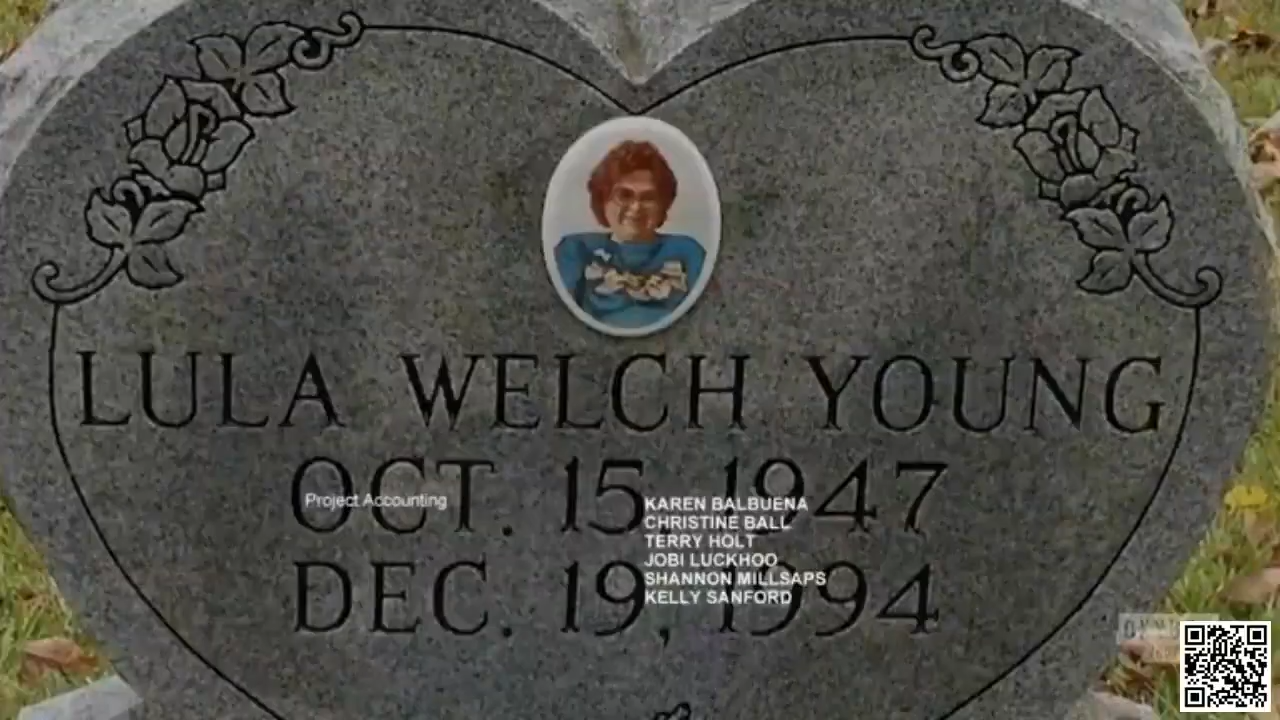 LULA WELCH YOUNG
OCT. 15, 1947
DEC. 19, 1994
Project Accounting
KAREN BALBUENA
CHRISTINE BALL
TERRY HOLT
JOBI LUCKHOO
SHANNON MILLSAPS
KELLY SANFORD